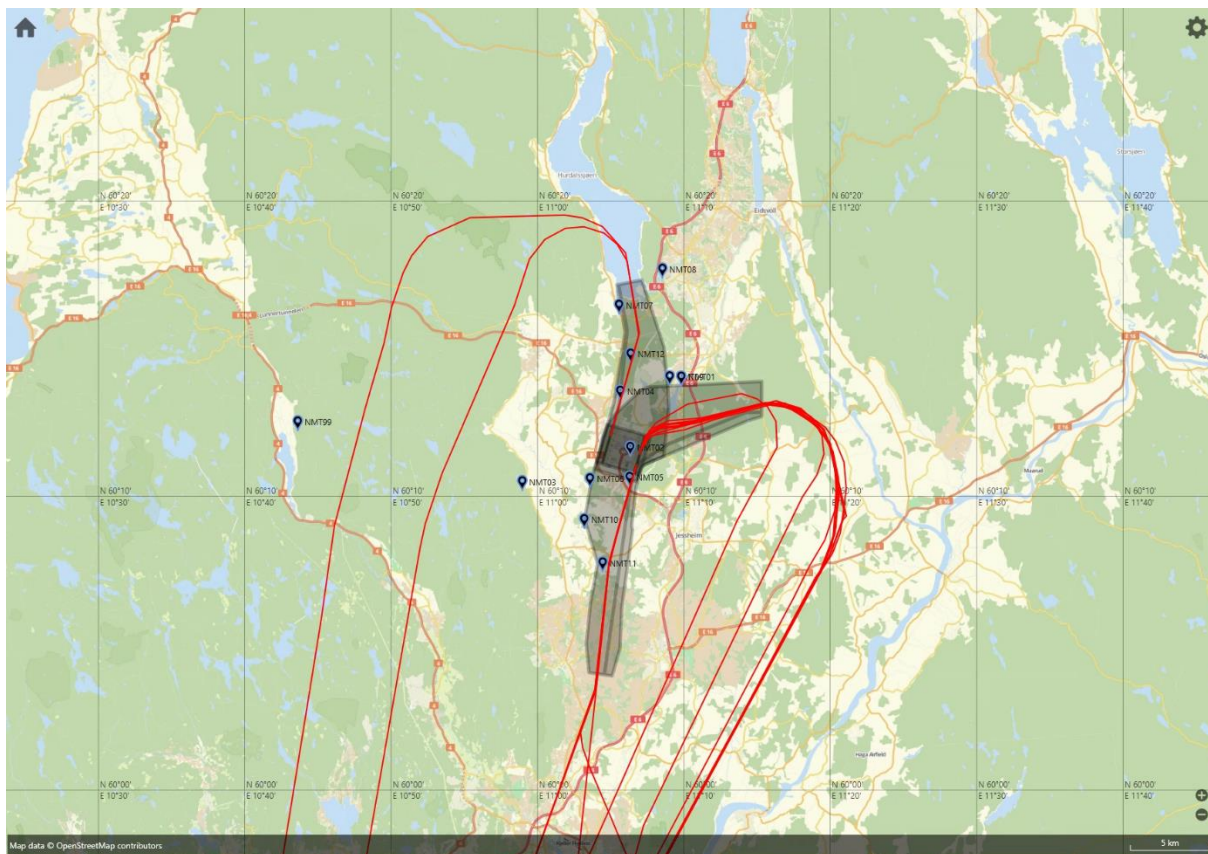 Hurdalssjøen
Storsjøen
N 60°20' N 60°20' N 60°20' N 60°20' N 60°20' N 60°20' N 60°20' N 60°20'
E 10°30' E 10°40' E 10°50' E 11°00' E 11°10' E 11°20' E 11°30' E 11°40'
Eidsvoll
NMT08
NMT07
NMT12
NMT01
NMT04
NMT99
NMT02
NMT05
NMT03
NMT06
N 60°10' N 60°10' N 60°10' N 60°10' N 60°10' N 60°10' N 60°10' N 60°10'
E 10°30' E 10°40' E 10°50' E 11°00' E 11°10' E 11°20' E 11°30' E 11°40'
NMT10
Jessheim
NMT11
N 60°00' N 60°00' N 60°00' N 60°00' N 60°00' N 60°00' N 60°00' N 60°00'
E 10°30' E 10°40' E 10°50' E 11°00' E 11°10' E 11°20' E 11°30' E 11°40'
E 6
E 16
4
Map data © OpenStreetMap contributors
5 km